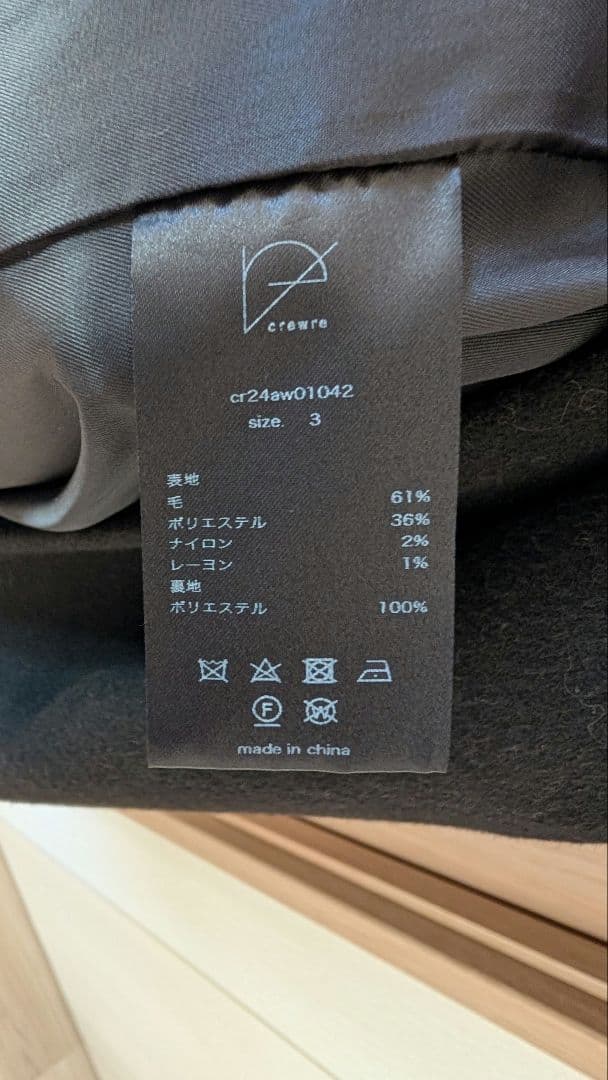 crewre
cr24aw01042
size. 3
表地
毛 61%
ポリエステル 36%
ナイロン 2%
レーヨン 1%
裏地
ポリエステル 100%
F W
made in china